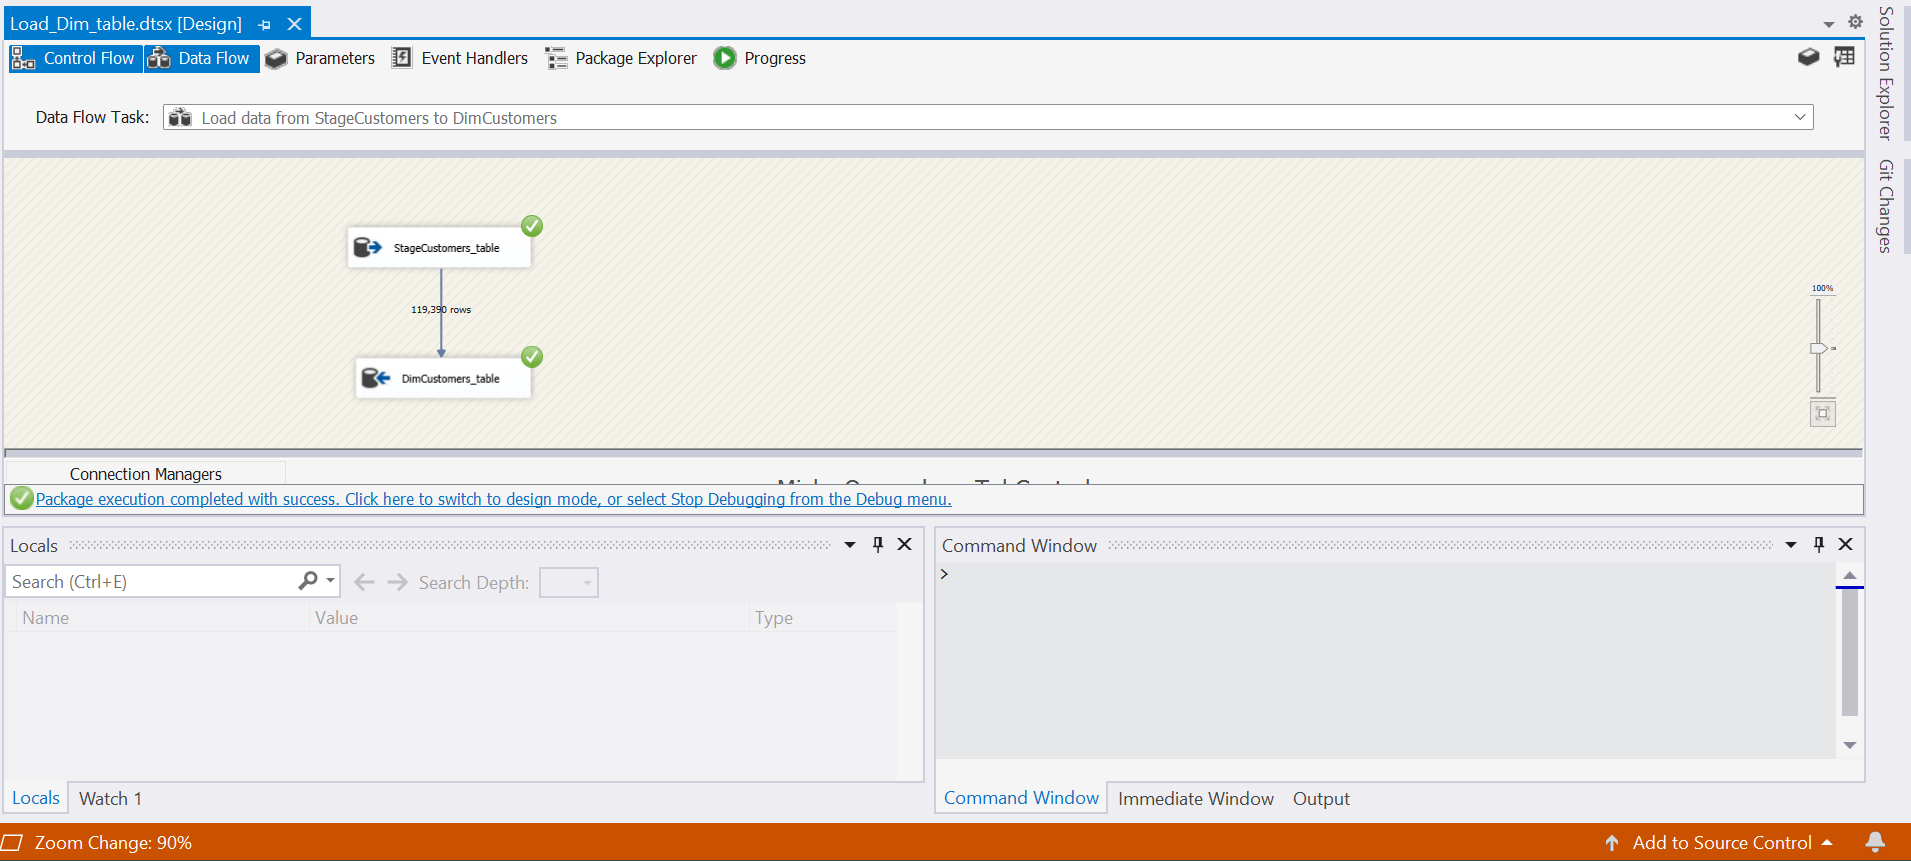 Load_Dim_table.dtsx [Design]
Control Flow Data Flow Parameters Event Handlers Package Explorer Progress
Data Flow Task: Load data from StageCustomers to DimCustomers
StageCustomers_table
119,390 rows
DimCustomers_table
100%
Connection Managers
Package execution completed with success. Click here to switch to design mode, or select Stop Debugging from the Debug menu.
Locals
Search (Ctrl+E) Search Depth:
Name Value Type
Locals Watch 1
Command Window
>
Command Window Immediate Window Output
Zoom Change: 90% Add to Source Control
Solution Explorer
Git Changes